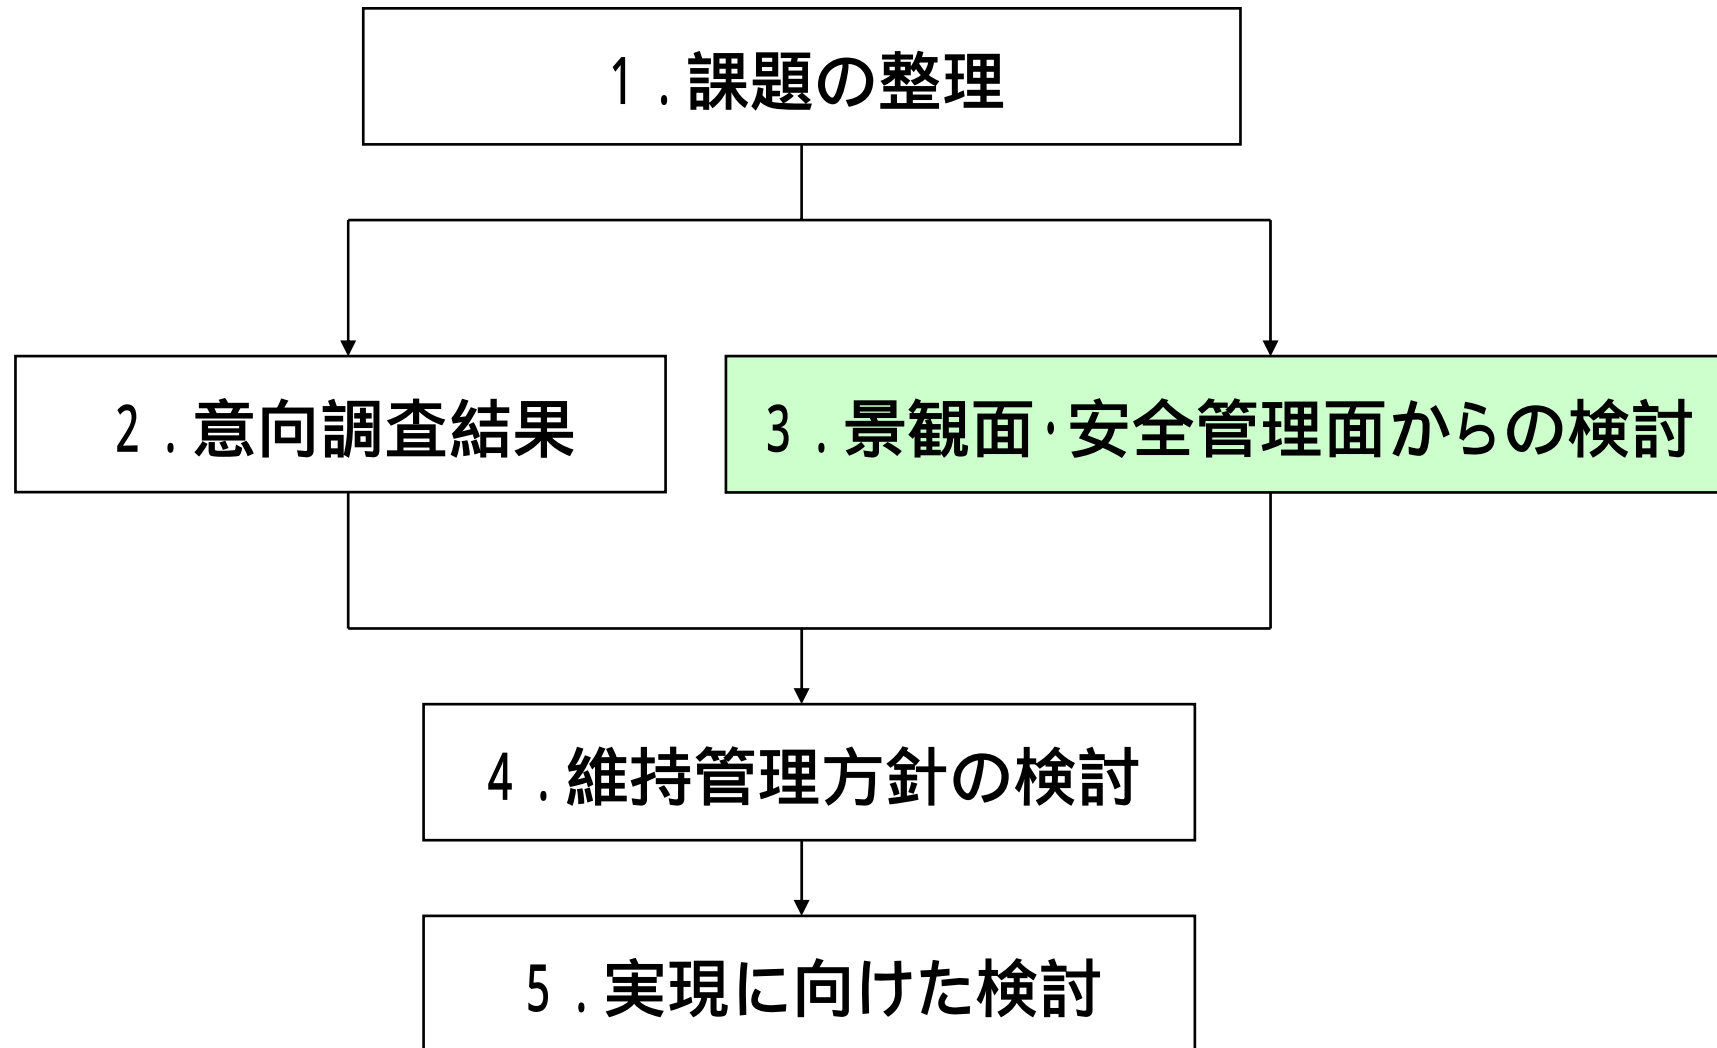 1．課題の整理
2．意向調査結果
3．景観面・安全管理面からの検討
4．維持管理方針の検討
5．実現に向けた検討